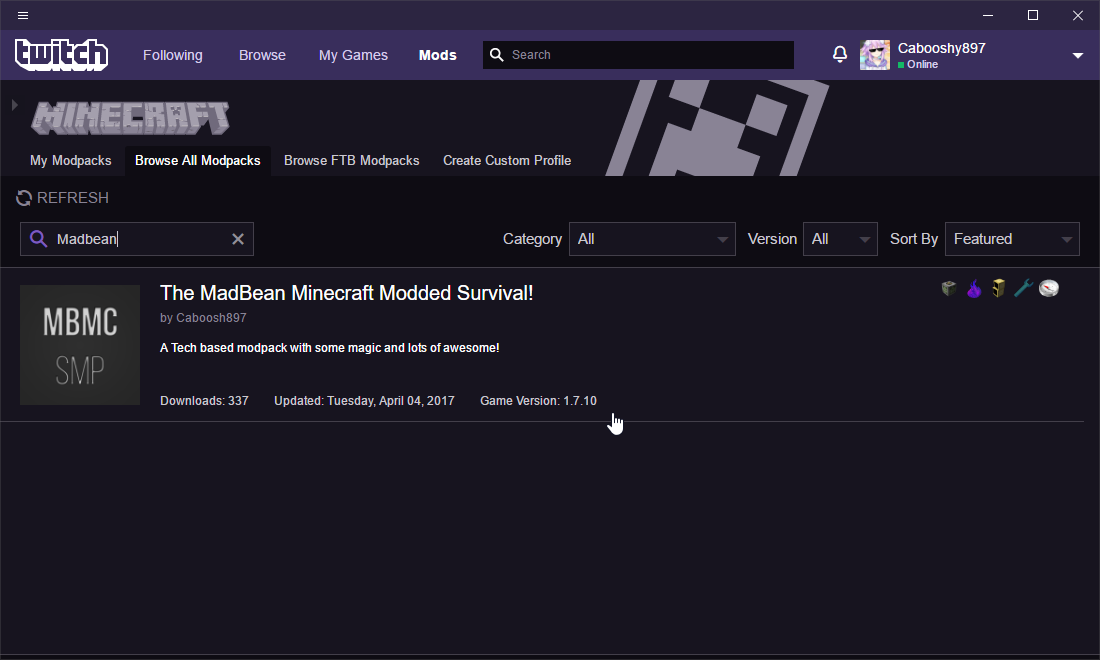 twitch
Following Browse My Games Mods Search Cabooshy897
Online
MINECRAFT
My Modpacks Browse All Modpacks Browse FTB Modpacks Create Custom Profile
REFRESH
Madbean Category All Version All Sort By Featured
MBMC
SMP
The MadBean Minecraft Modded Survival!
by Caboosh897
A Tech based modpack with some magic and lots of awesome!
Downloads: 337 Updated: Tuesday, April 04, 2017 Game Version: 1.7.10